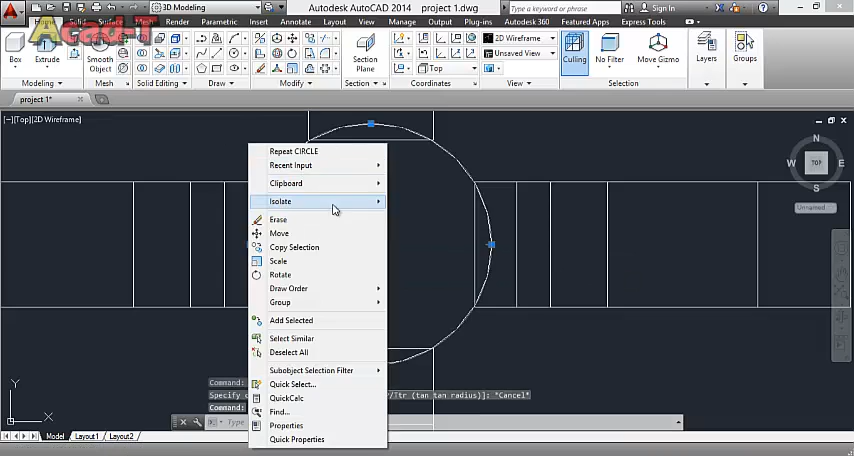 Acad-T
3D Modeling
Autodesk AutoCAD 2014 project 1.dwg
Type a keyword or phrase
Sign In
Home Solid Surface Mesh Render Parametric Insert Annotate Layout View Manage Output Plug-ins Autodesk 360 Featured Apps Express Tools
Box
Extrude
Smooth
Object
Section
Plane
2D Wireframe
Unsaved View
Top
Culling
No Filter
Move Gizmo
Layers
Groups
Modeling
Mesh
Solid Editing
Draw
Modify
Section
Coordinates
Selection
project 1*
[−][Top][2D Wireframe]
N
W
TOP
E
S
Unnamed
Repeat CIRCLE
Recent Input
Clipboard
Isolate
Erase
Move
Copy Selection
Scale
Rotate
Draw Order
Group
Add Selected
Select Similar
Deselect All
Subobject Selection Filter
Quick Select...
QuickCalc
Find...
Properties
Quick Properties
Y
X
Command:
Specify
/Ttr (tan tan radius)]: *Cancel*
Command:
Type
Model Layout1 Layout2